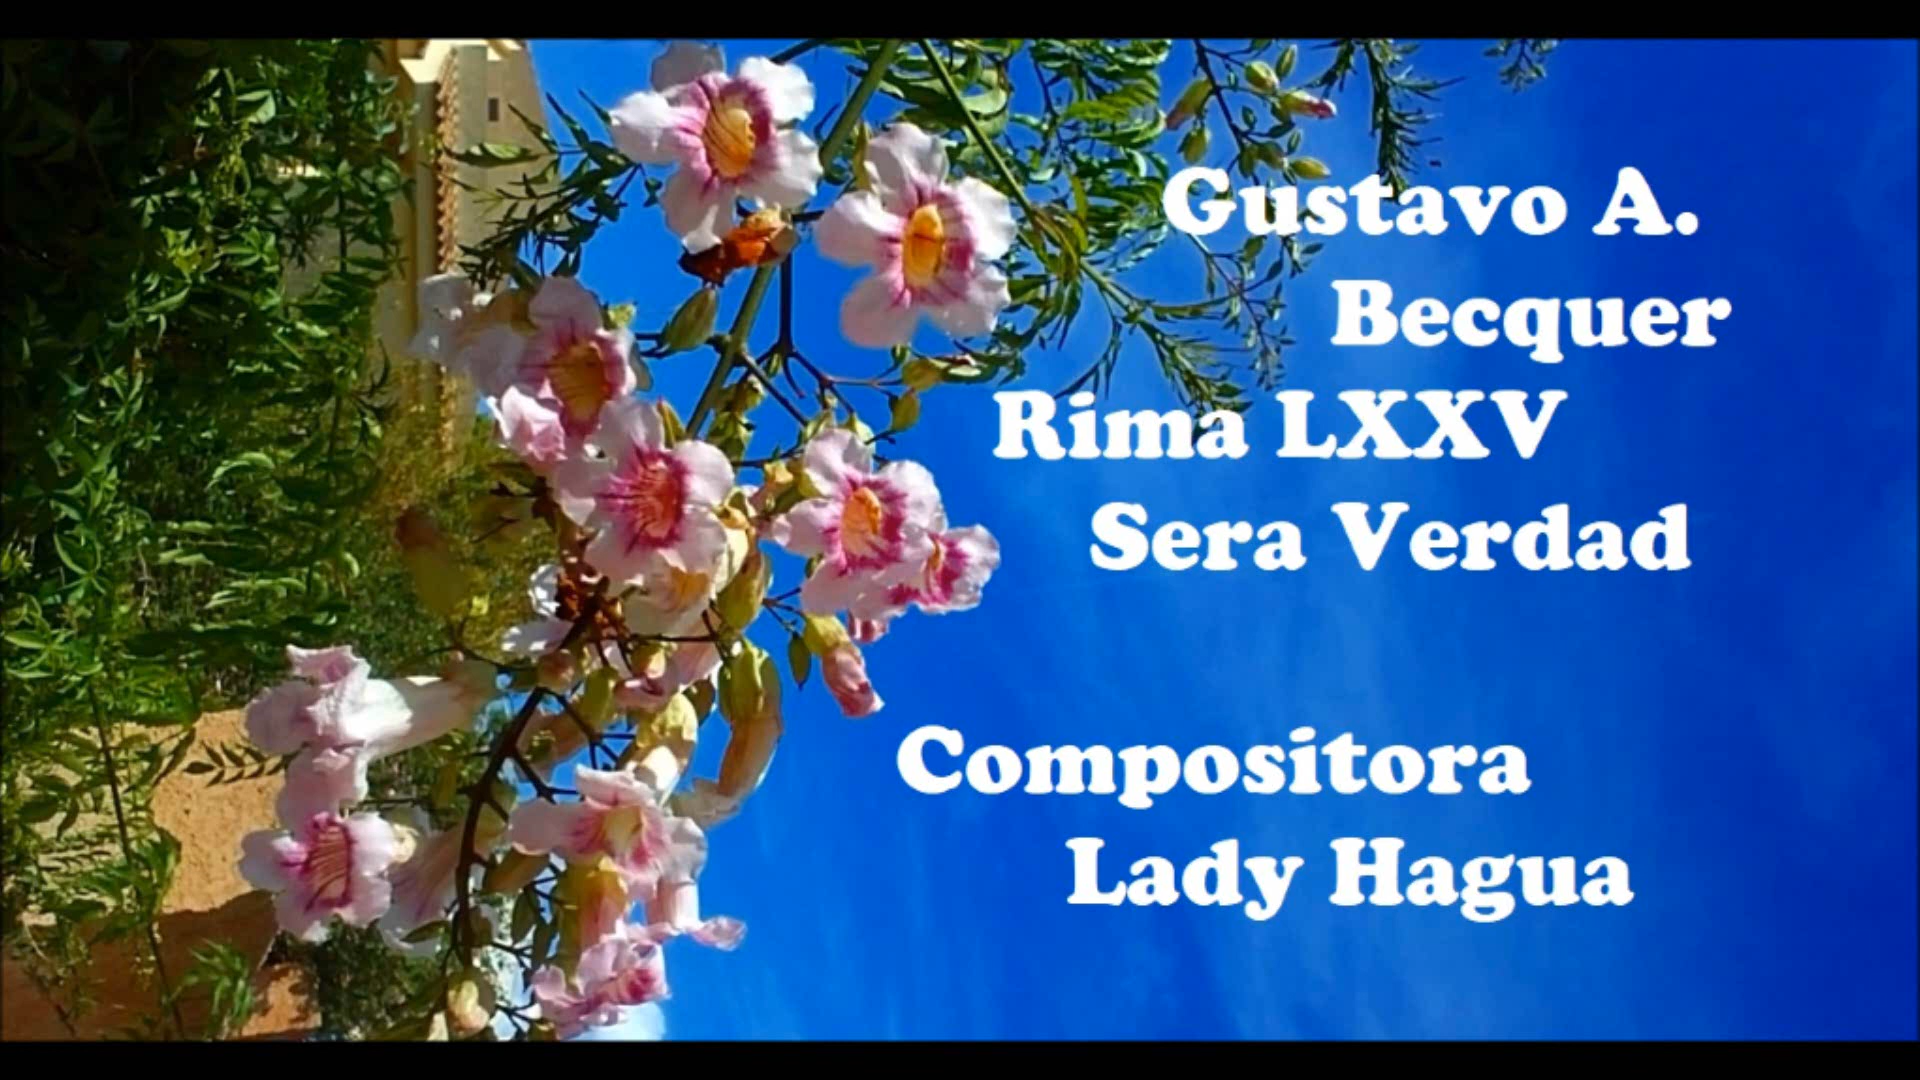 Gustavo A.
Becquer
Rima LXXV
Sera Verdad
Compositora
Lady Hagua